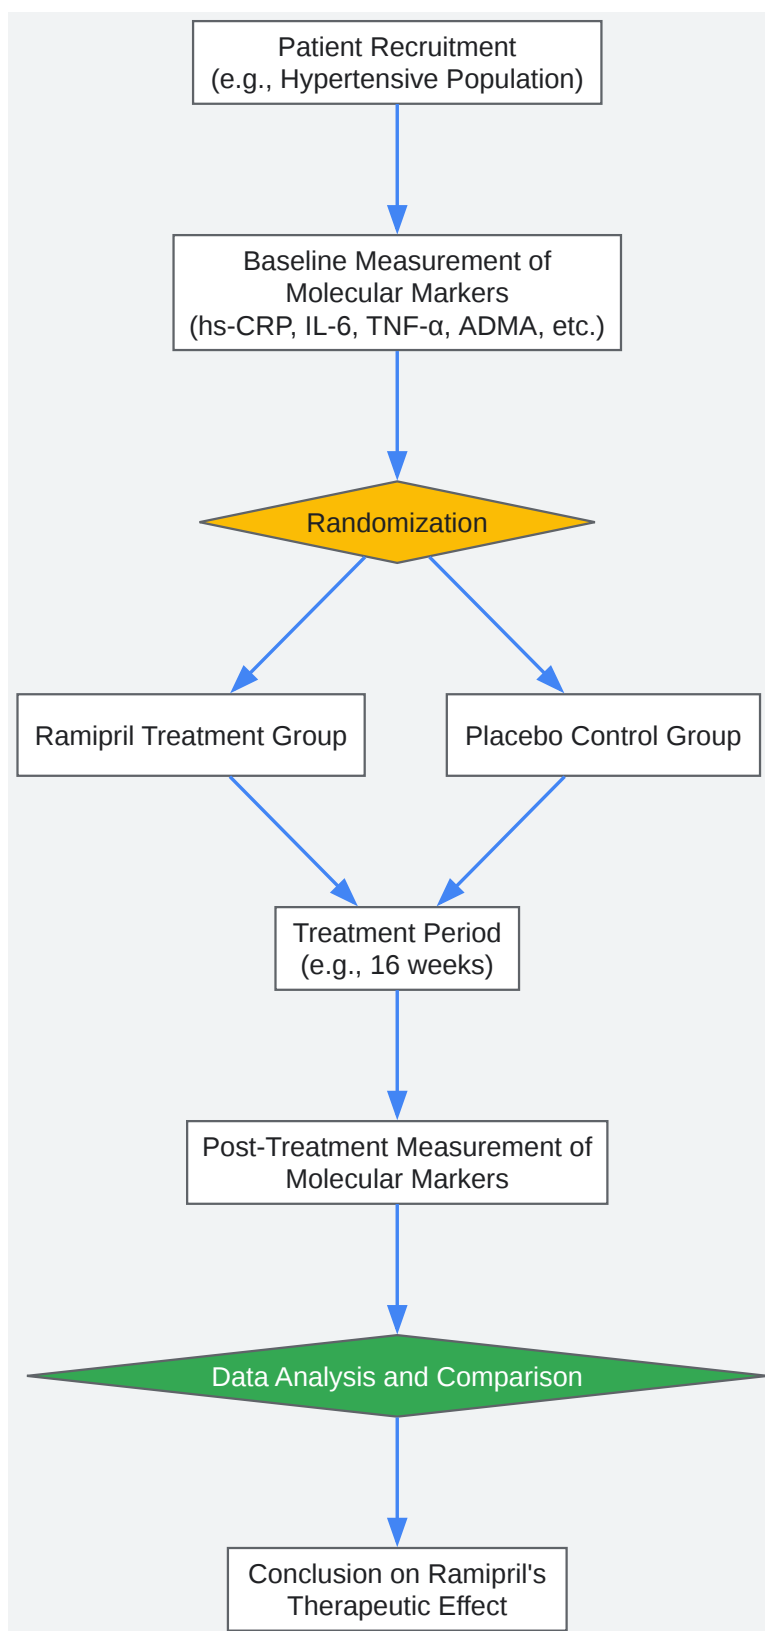 Patient Recruitment
(e.g., Hypertensive Population)
Baseline Measurement of
Molecular Markers
(hs-CRP, IL-6, TNF-α, ADMA, etc.)
Randomization
Ramipril Treatment Group
Placebo Control Group
Treatment Period
(e.g., 16 weeks)
Post-Treatment Measurement of
Molecular Markers
Data Analysis and Comparison
Conclusion on Ramipril's
Therapeutic Effect